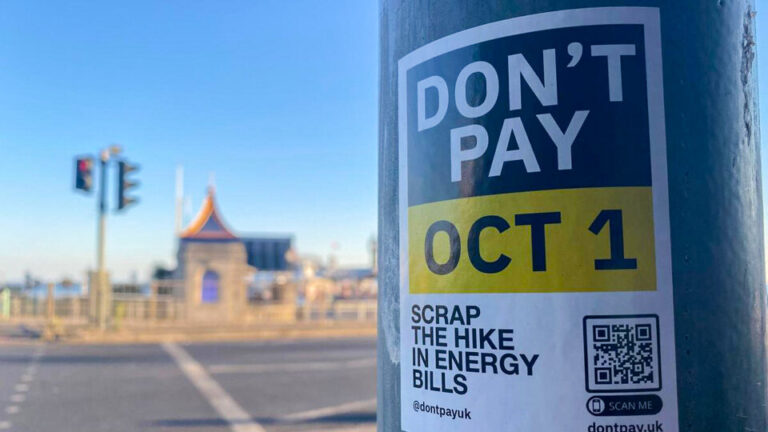 DON'T
PAY
OCT 1
SCRAP
THE HIKE
IN ENERGY
BILLS
@dontpayuk
SCAN ME
dontpay.uk